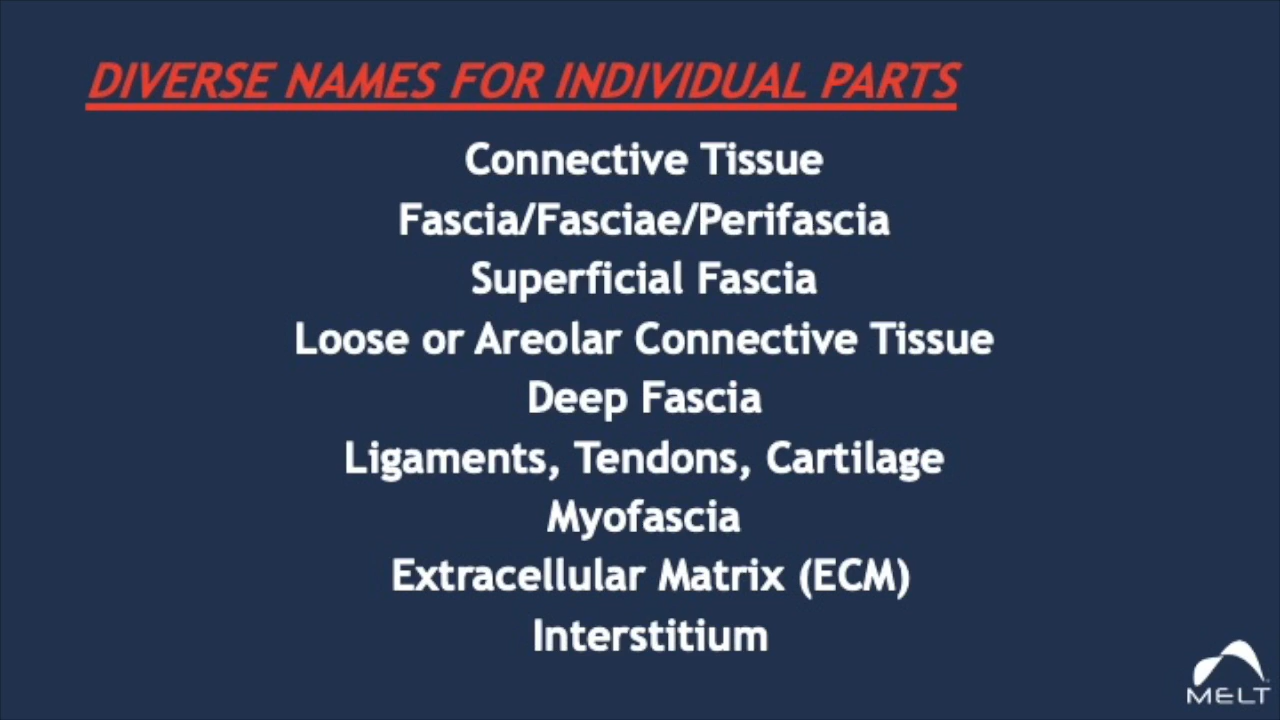 DIVERSE NAMES FOR INDIVIDUAL PARTS
Connective Tissue
Fascia/Fasciae/Perifascia
Superficial Fascia
Loose or Areolar Connective Tissue
Deep Fascia
Ligaments, Tendons, Cartilage
Myofascia
Extracellular Matrix (ECM)
Interstitium
MELT